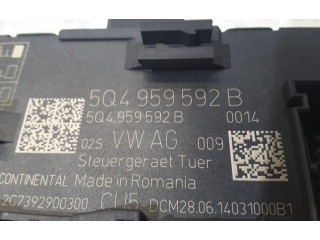 5Q4 959 592 B
5Q4 959 592 B 0014
02S VW AG 009
Steuergeraet Tuer
CONTINENTAL Made in Romania
2C7392900300 CU5-DCM28.06.14031000B1